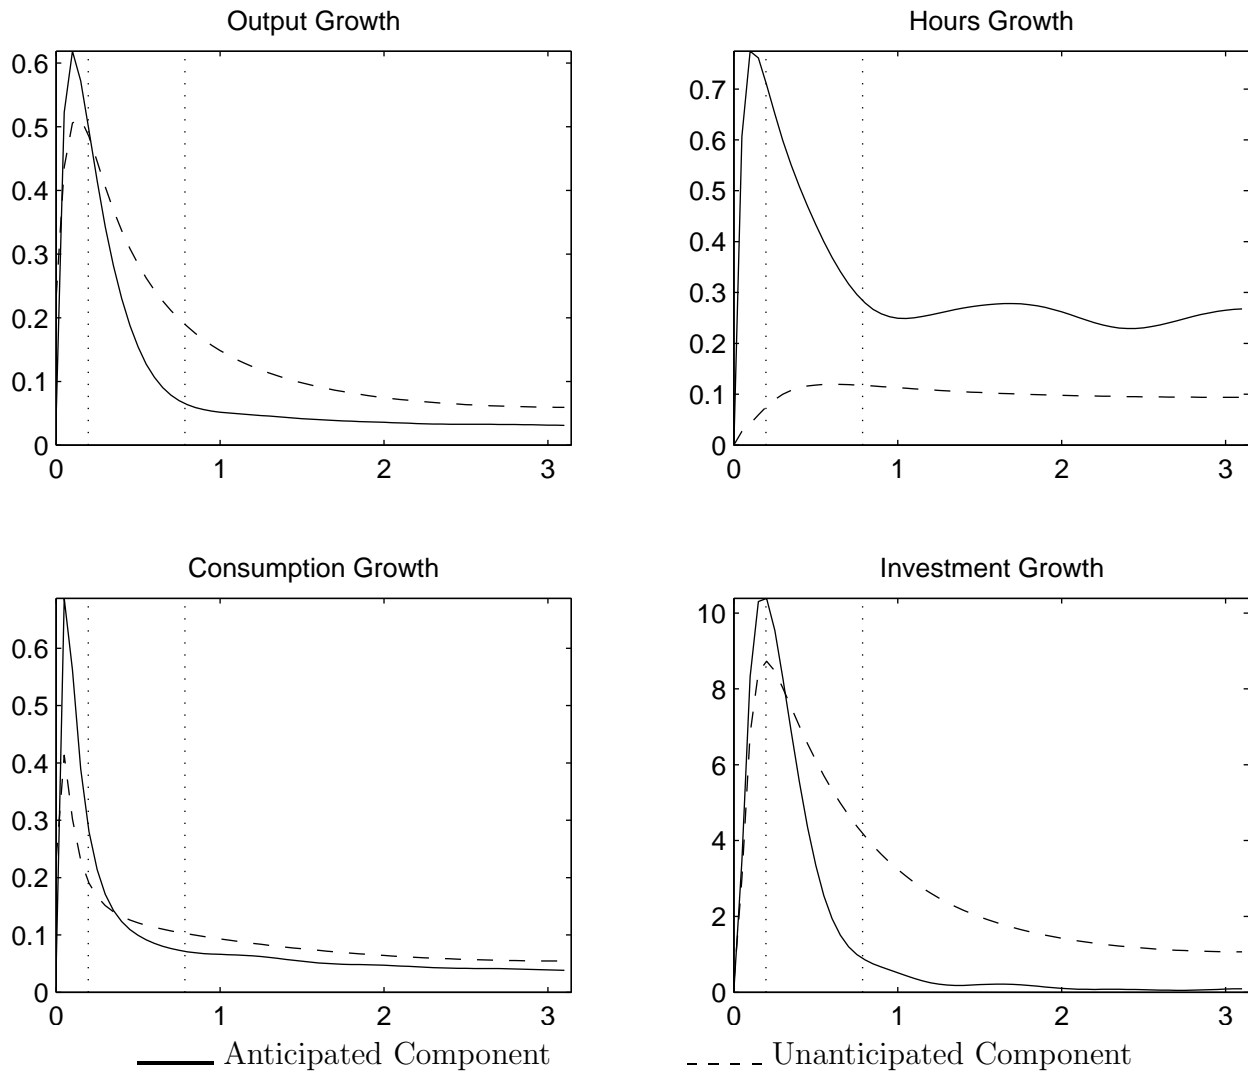 Output Growth
0.6
0.5
0.4
0.3
0.2
0.1
0
0 1 2 3
Hours Growth
0.7
0.6
0.5
0.4
0.3
0.2
0.1
0
0 1 2 3
Consumption Growth
0.6
0.5
0.4
0.3
0.2
0.1
0
0 1 2 3
Investment Growth
10
8
6
4
2
0
0 1 2 3
Anticipated Component
Unanticipated Component